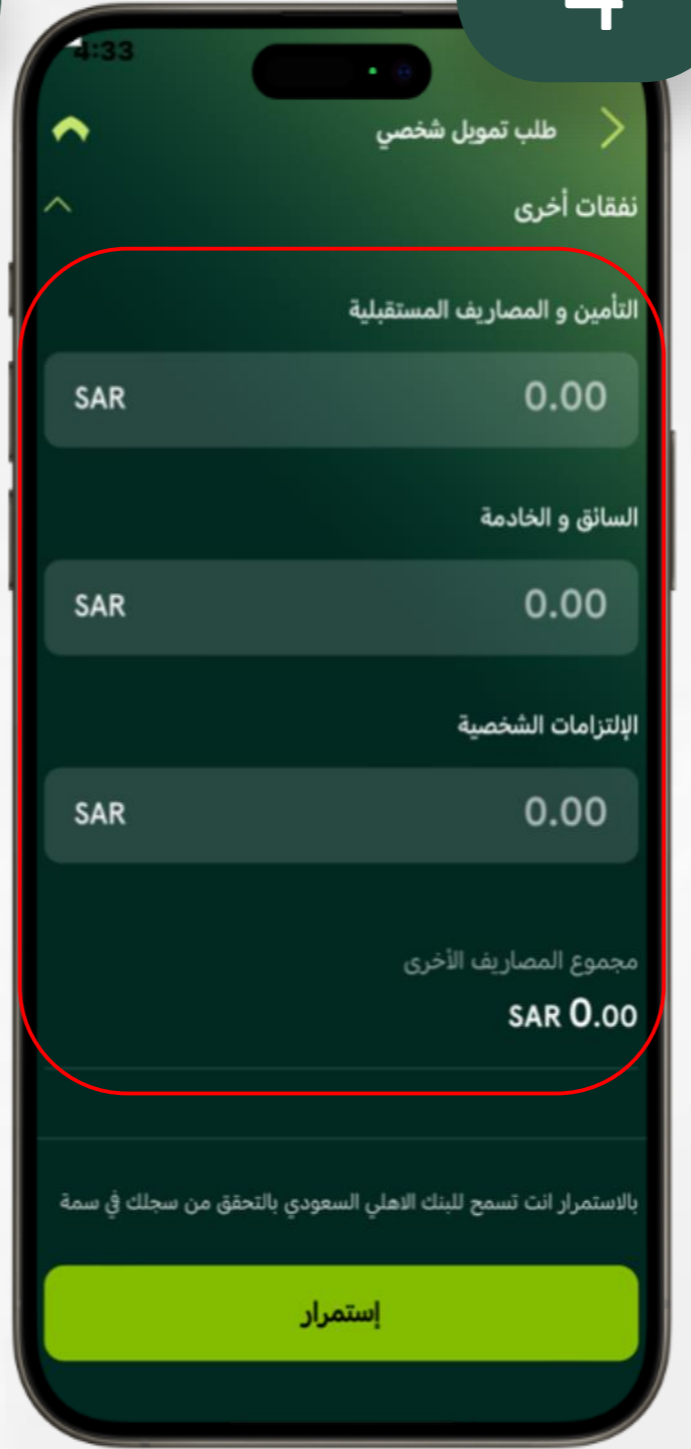 4
4:33
طلب تمويل شخصي
نفقات أخرى
التأمين و المصاريف المستقبلية
0.00 SAR
السائق و الخادمة
0.00 SAR
الإلتزامات الشخصية
0.00 SAR
مجموع المصاريف الأخرى
SAR 0.00
بالاستمرار انت تسمح للبنك الاهلي السعودي بالتحقق من سجلك في سمة
إستمرار